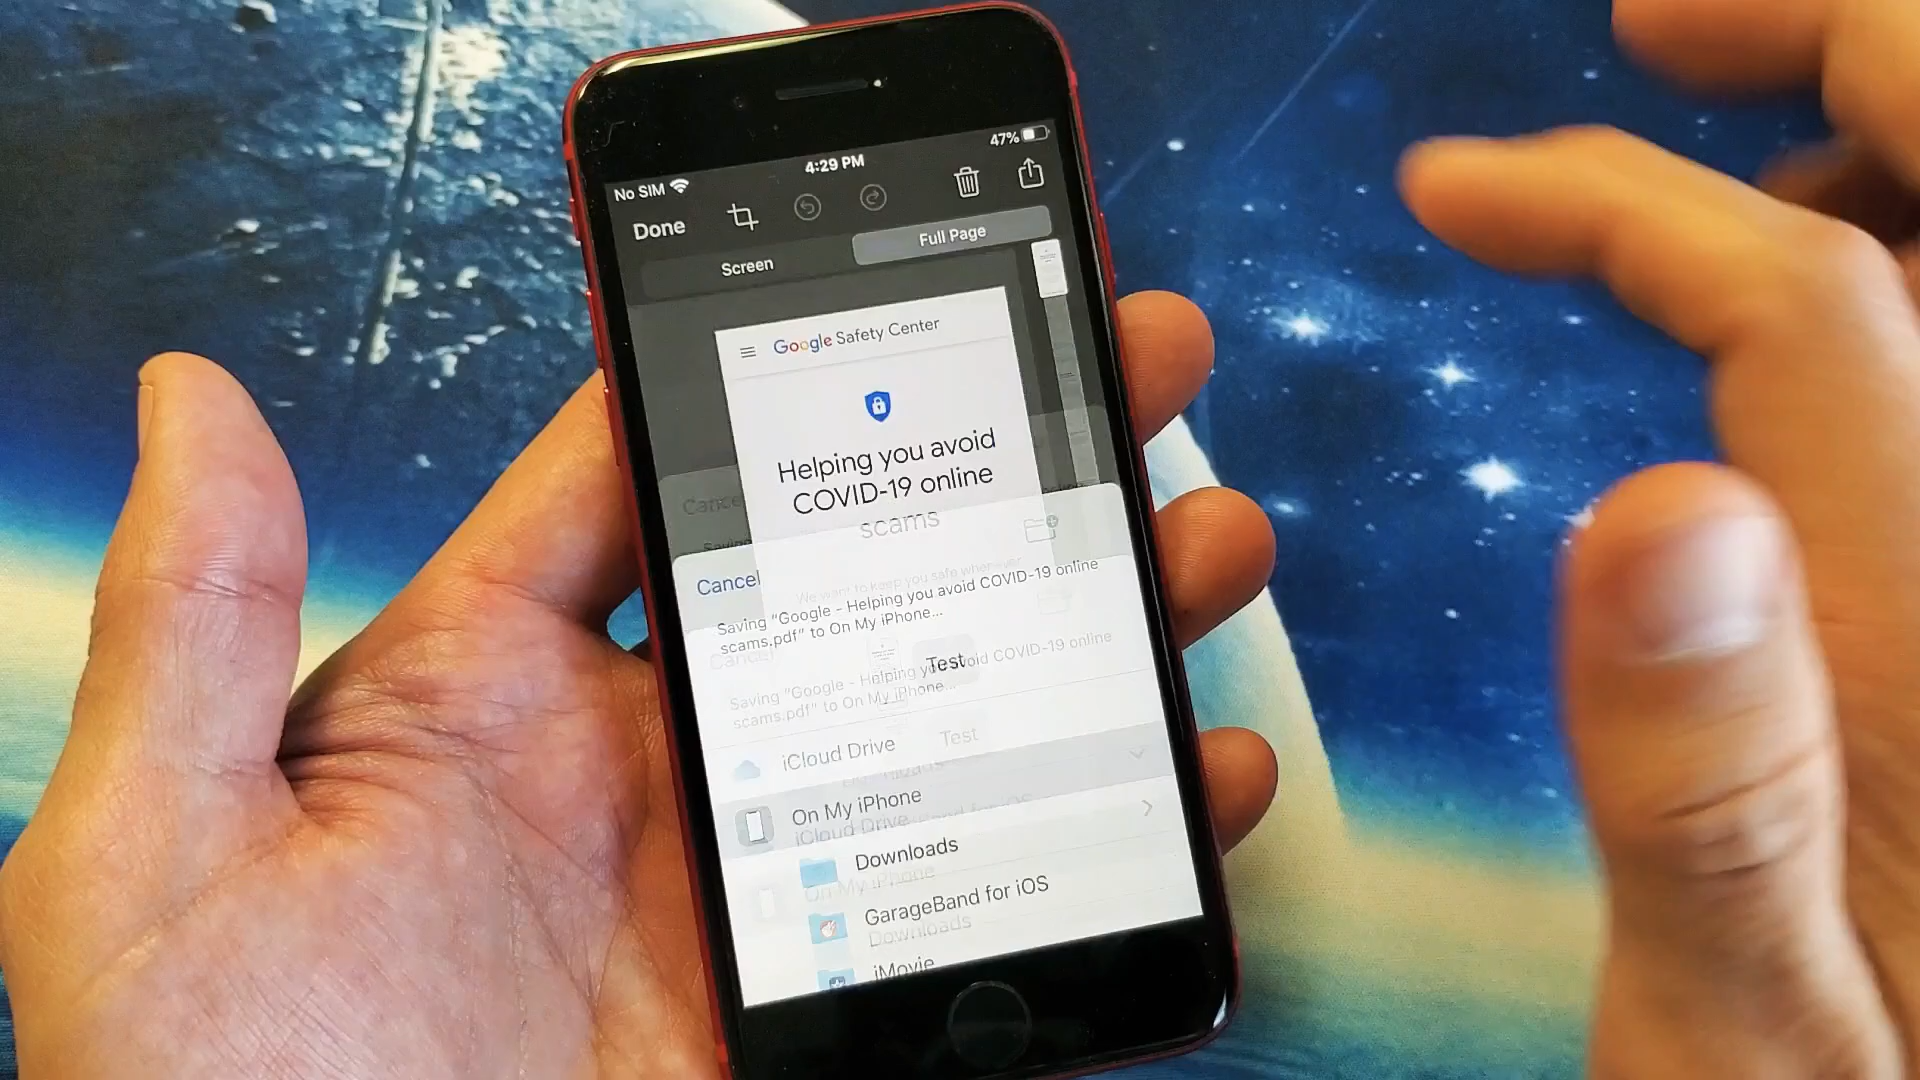 No SIM
4:29 PM
47%
Done
Screen
Full Page
Google Safety Center
Helping you avoid
COVID-19 online
scams
We want to keep you safe wherever
Cancel
Saving "Google - Helping you avoid COVID-19 online
scams.pdf" to On My iPhone...
Test
Cancel
Saving "Google - Helping you avoid COVID-19 online
scams.pdf" to On My iPhone...
Test
iCloud Drive
On My iPhone
iCloud Drive
Downloads
On My iPhone
GarageBand for iOS
Downloads
iMovie